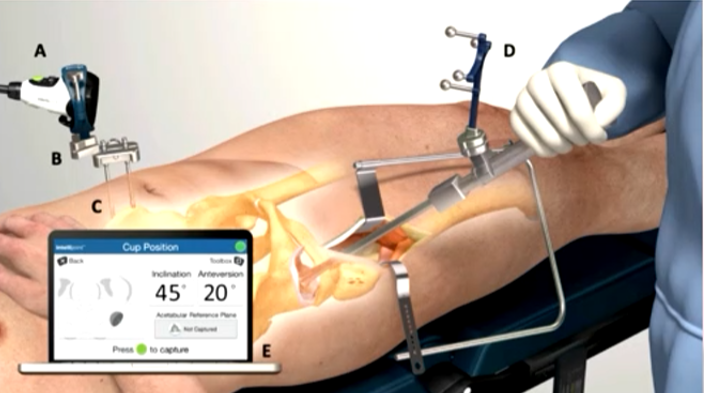 A
B
C
D
E
intellijoint
Cup Position
Back
Toolbox
Inclination Anteversion
45° 20°
Acetabular Reference Plane
Not Captured
Press to capture